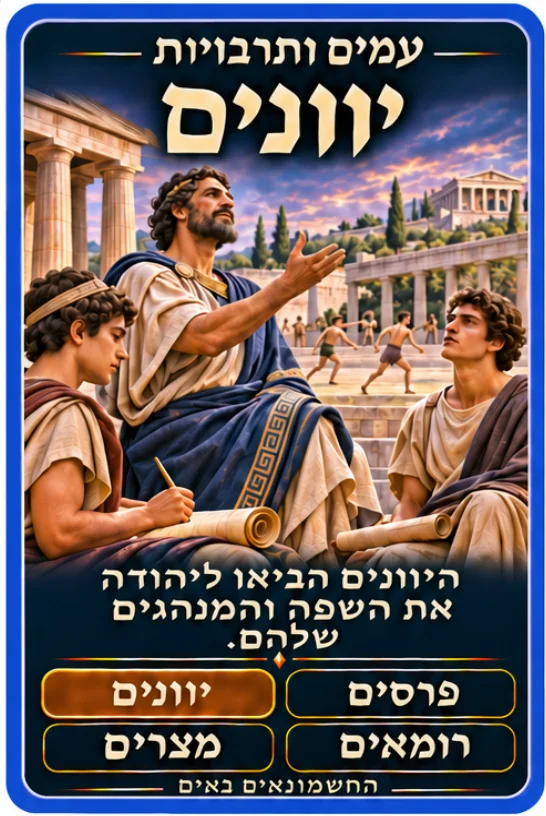 עמים ותרבויות
יוונים
היוונים הביאו ליהודה
את השפה והמנהגים
שלהם.
פרסים
יוונים
רומאים
מצרים
החשמונאים באים